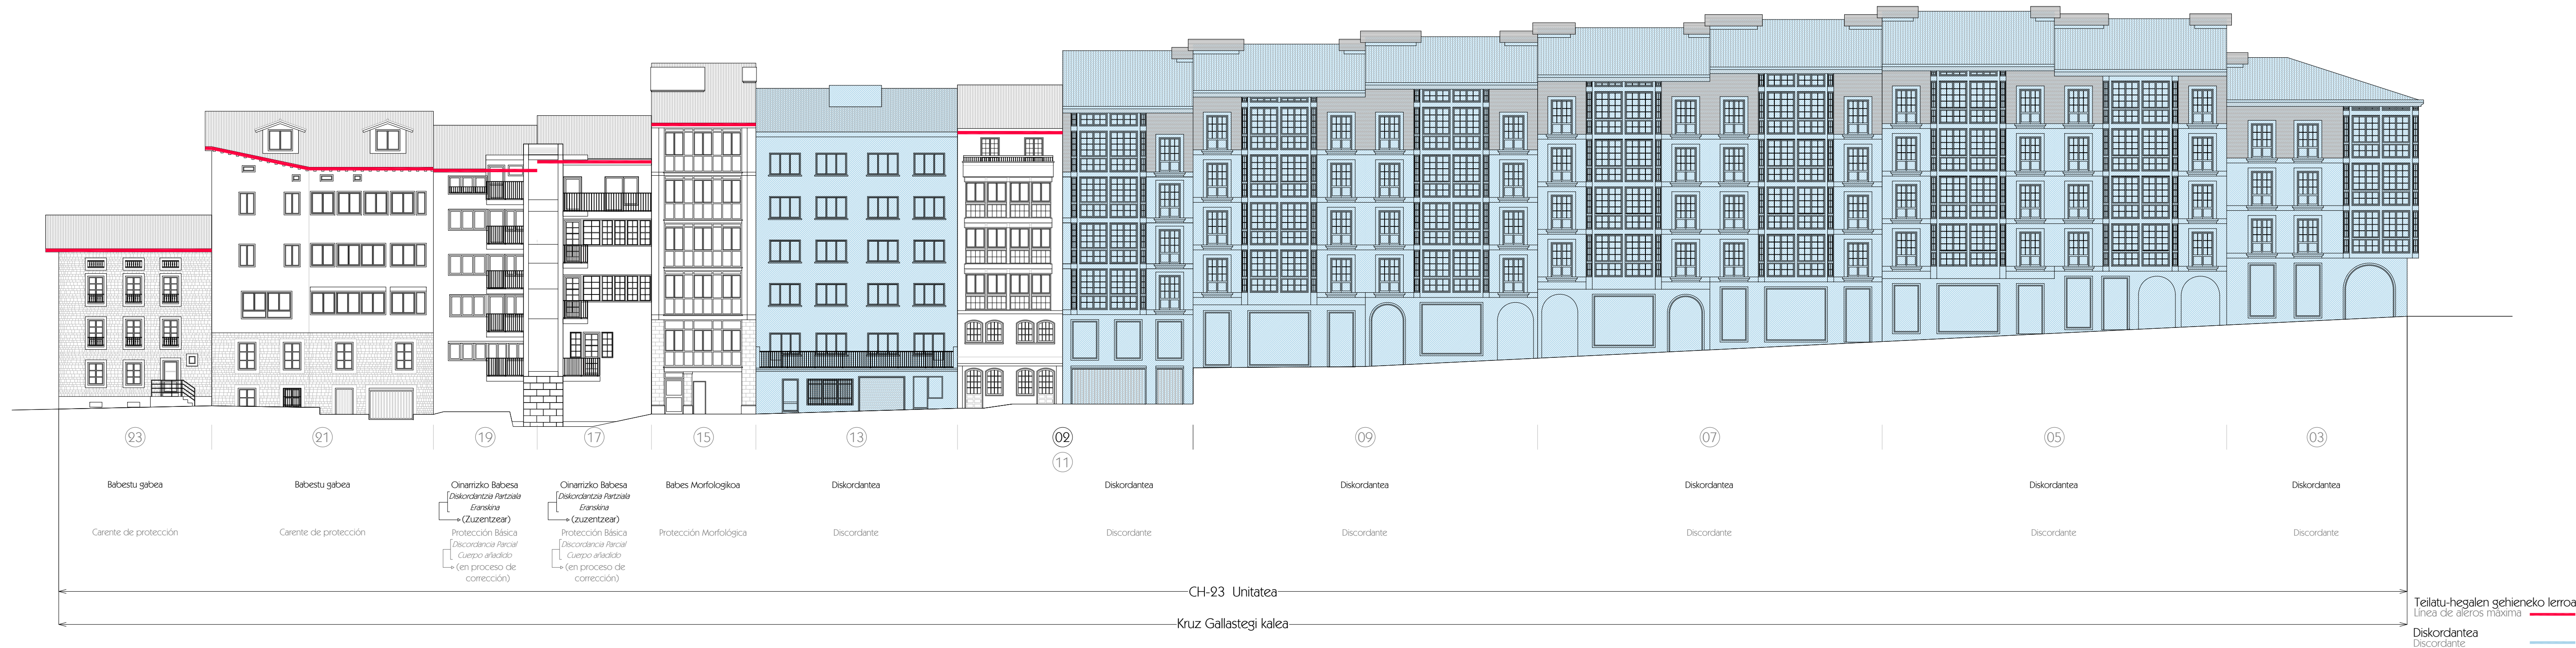 23 21 19 17 15 13 02 09 07 05 03
11
Babestu gabea
Carente de protección
Babestu gabea
Carente de protección
Oinarrizko Babesa
Diskordantzia Partziala
Eranskina
(Zuzentzear)
Protección Básica
Discordancia Parcial
Cuerpo añadido
(en proceso de
corrección)
Oinarrizko Babesa
Diskordantzia Partziala
Eranskina
(zuzentzear)
Protección Básica
Discordancia Parcial
Cuerpo añadido
(en proceso de
corrección)
Babes Morfologikoa
Protección Morfológica
Diskordantea
Discordante
Diskordantea
Discordante
Diskordantea
Discordante
Diskordantea
Discordante
Diskordantea
Discordante
Diskordantea
Discordante
CH-23 Unitatea
Kruz Gallastegi kalea
Teilatu-hegalen gehieneko lerroa
Línea de aleros máxima
Diskordantea
Discordante